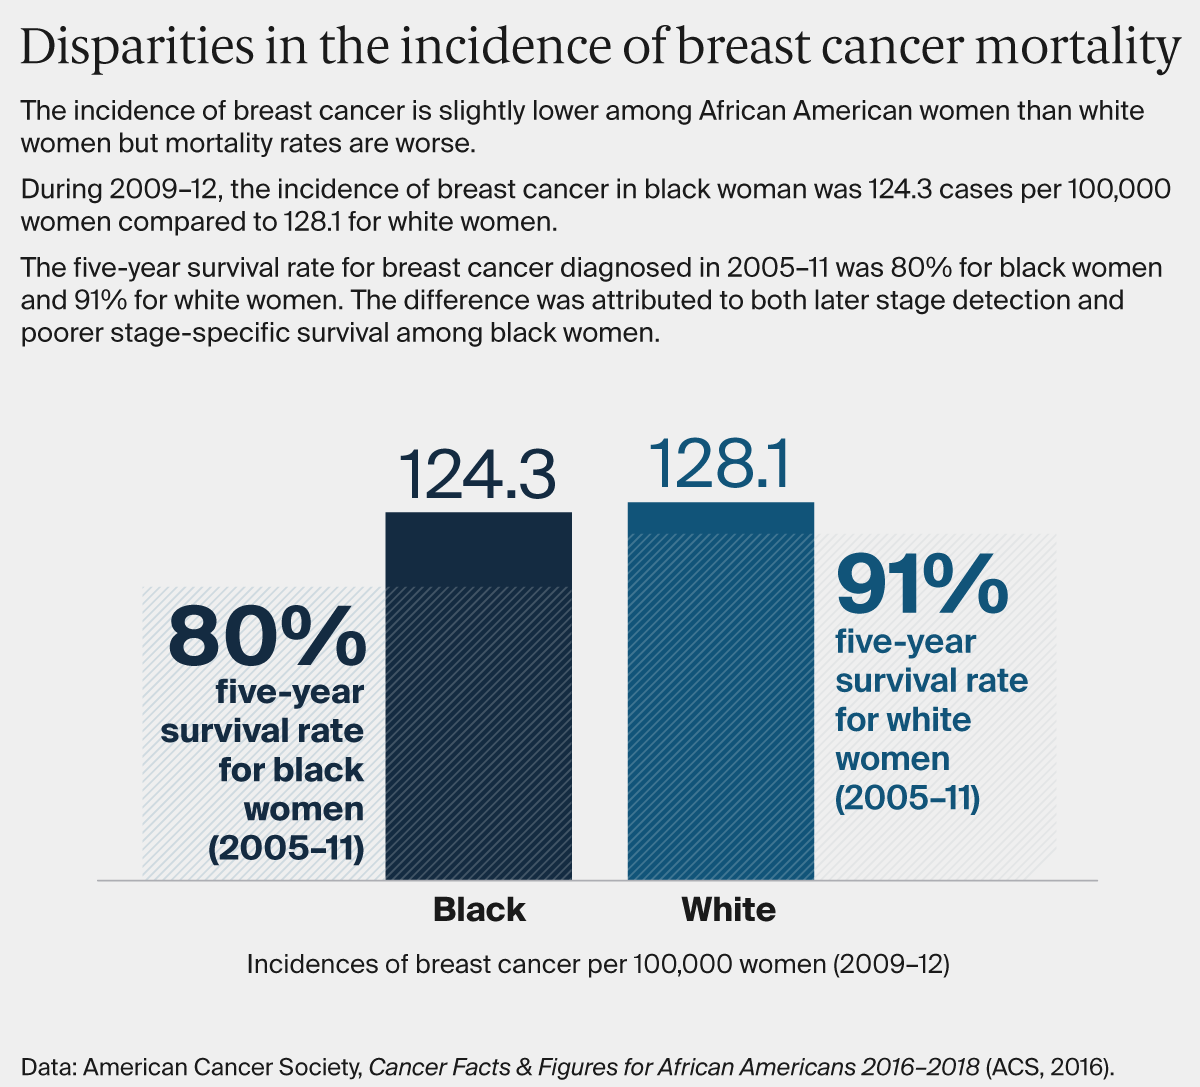 Disparities in the incidence of breast cancer mortality
The incidence of breast cancer is slightly lower among African American women than white
women but mortality rates are worse.
During 2009–12, the incidence of breast cancer in black woman was 124.3 cases per 100,000
women compared to 128.1 for white women.
The five-year survival rate for breast cancer diagnosed in 2005–11 was 80% for black women
and 91% for white women. The difference was attributed to both later stage detection and
poorer stage-specific survival among black women.
124.3
128.1
80%
five-year
survival rate
for black
women
(2005–11)
91%
five-year
survival rate
for white
women
(2005–11)
Black
White
Incidences of breast cancer per 100,000 women (2009–12)
Data: American Cancer Society, Cancer Facts & Figures for African Americans 2016–2018 (ACS, 2016).